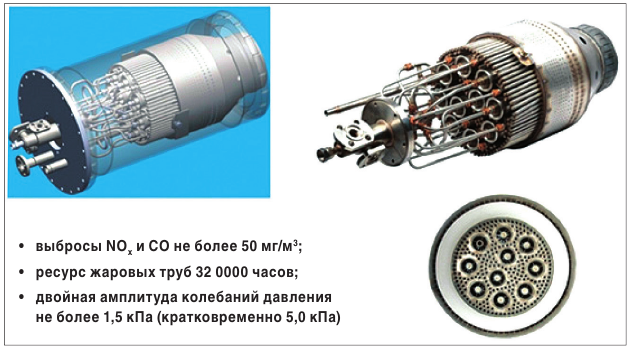 • выбросы NOₓ и CO не более 50 мг/м³;
• ресурс жаровых труб 32 0000 часов;
• двойная амплитуда колебаний давления
не более 1,5 кПа (кратковременно 5,0 кПа)